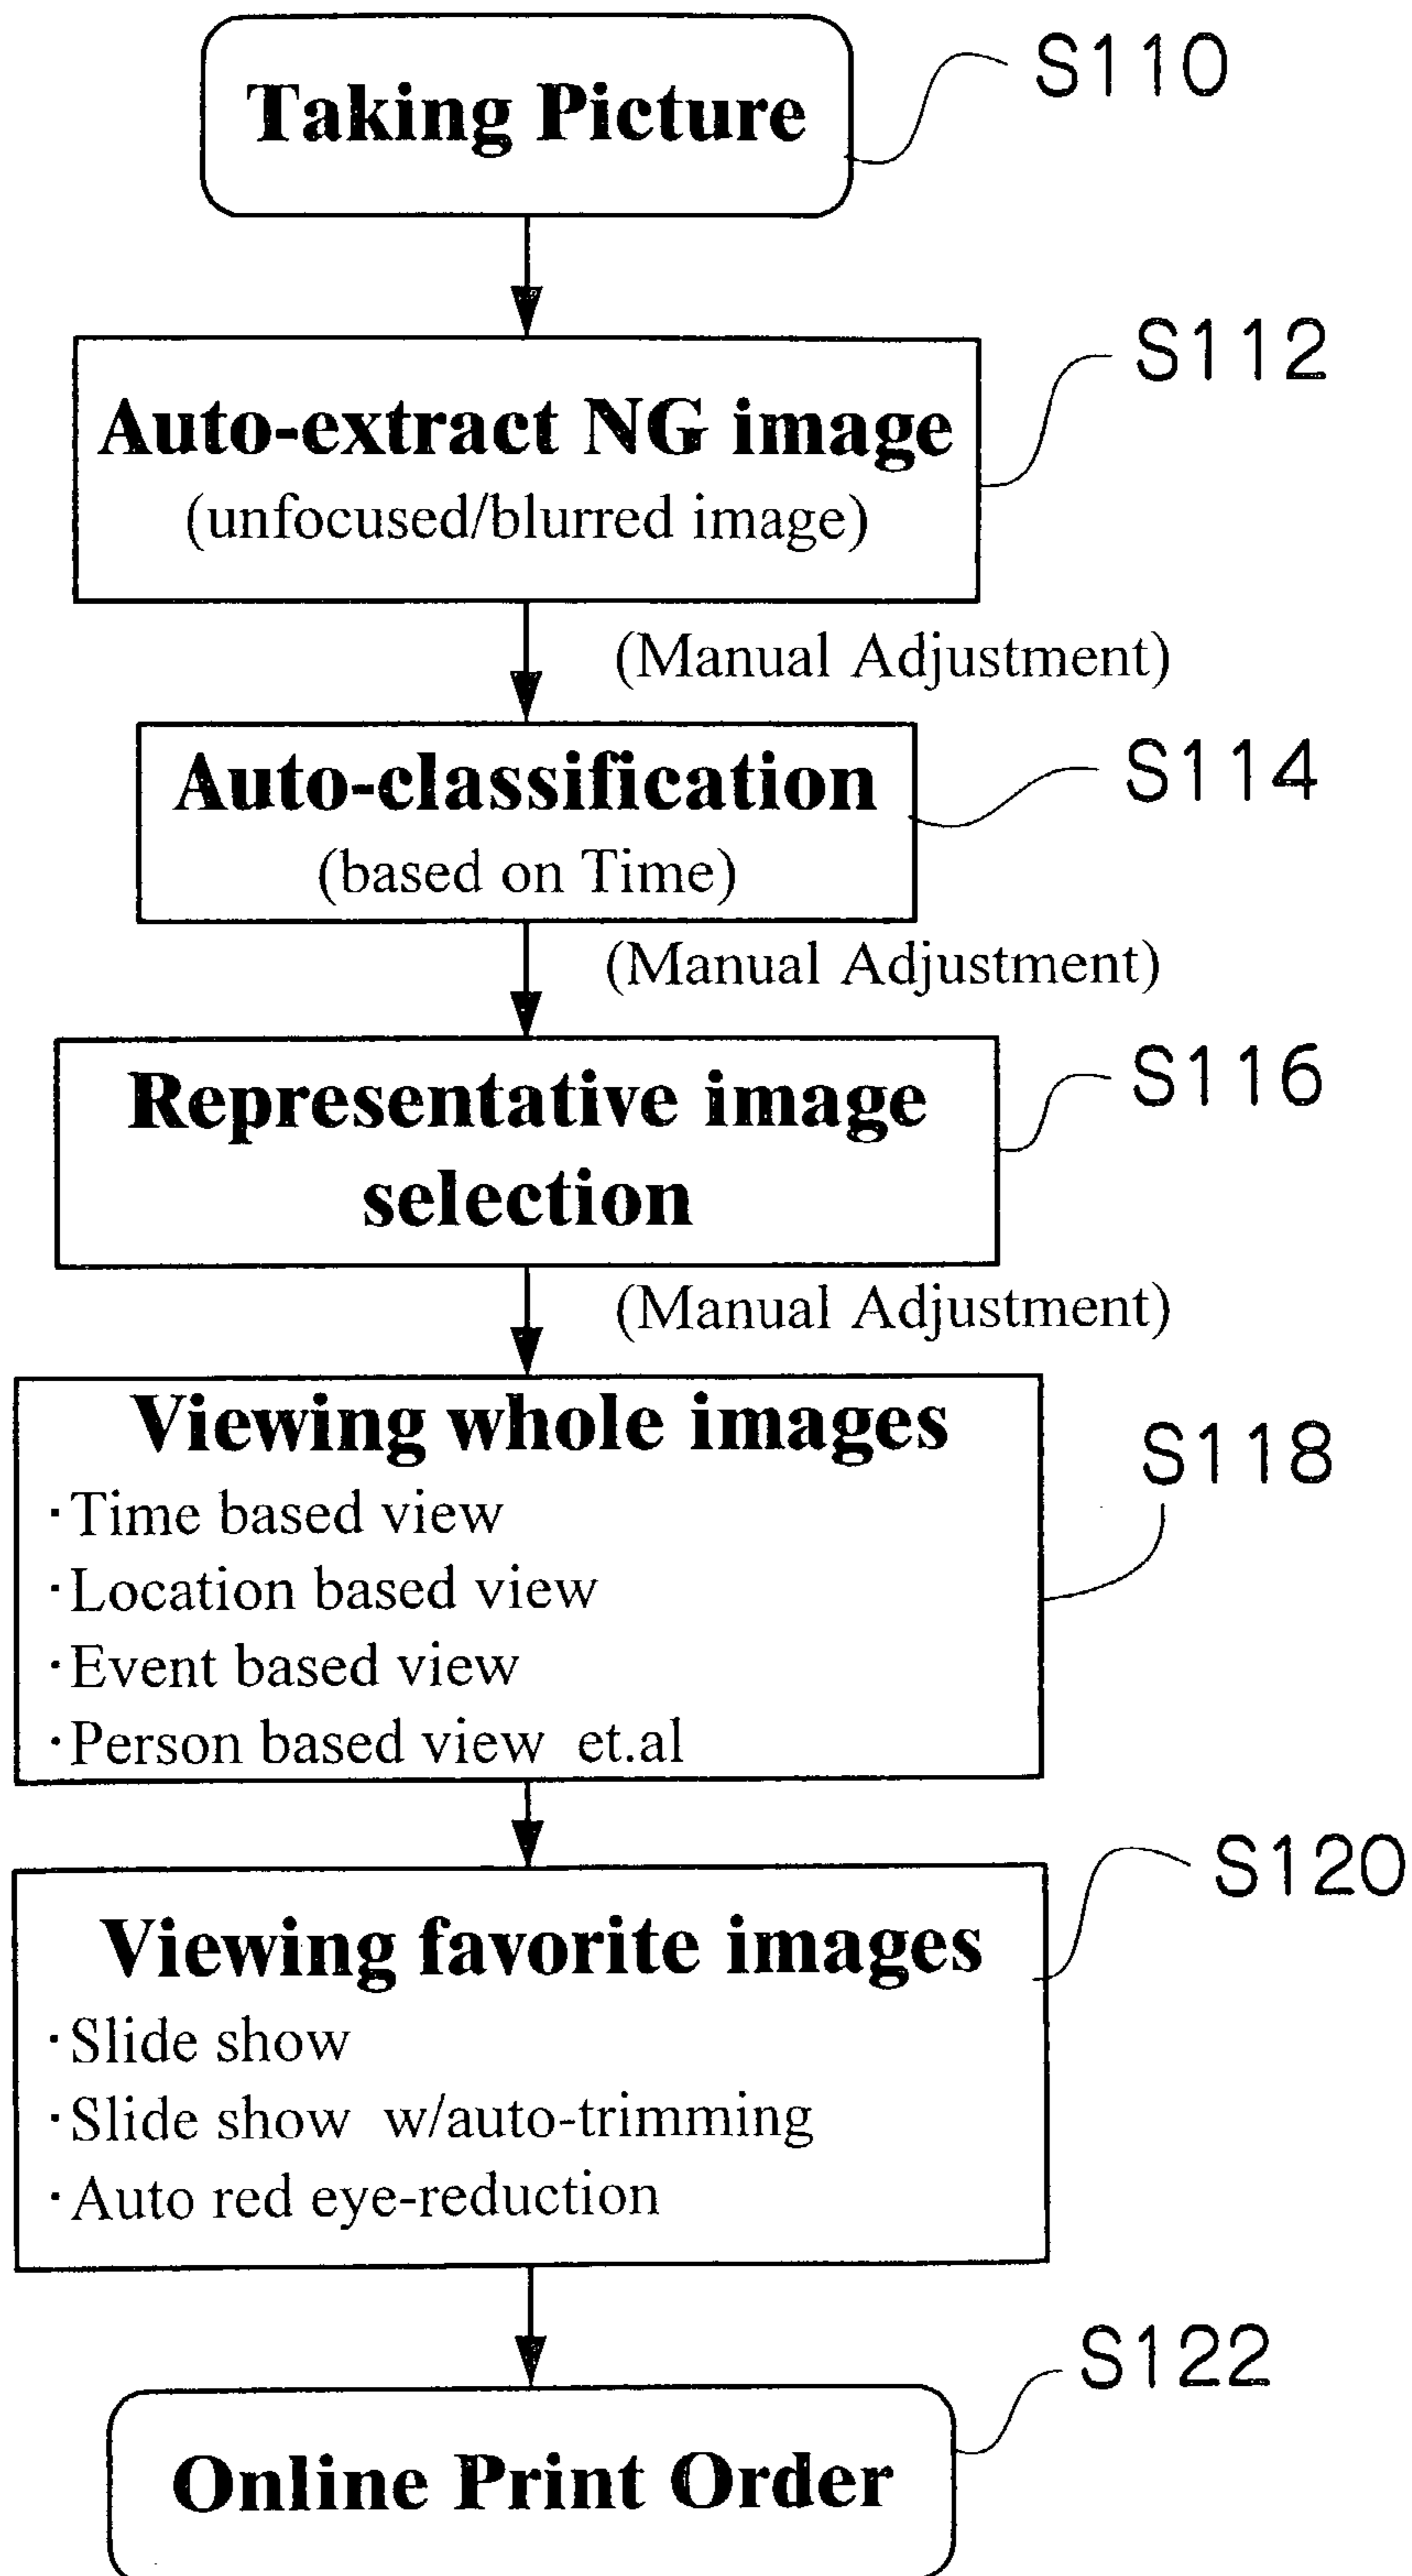 Taking Picture
S110
Auto-extract NG image
(unfocused/blurred image)
S112
(Manual Adjustment)
Auto-classification
(based on Time)
S114
(Manual Adjustment)
Representative image
selection
S116
(Manual Adjustment)
Viewing whole images
·Time based view
·Location based view
·Event based view
·Person based view et.al
S118
Viewing favorite images
·Slide show
·Slide show w/auto-trimming
·Auto red eye-reduction
S120
Online Print Order
S122